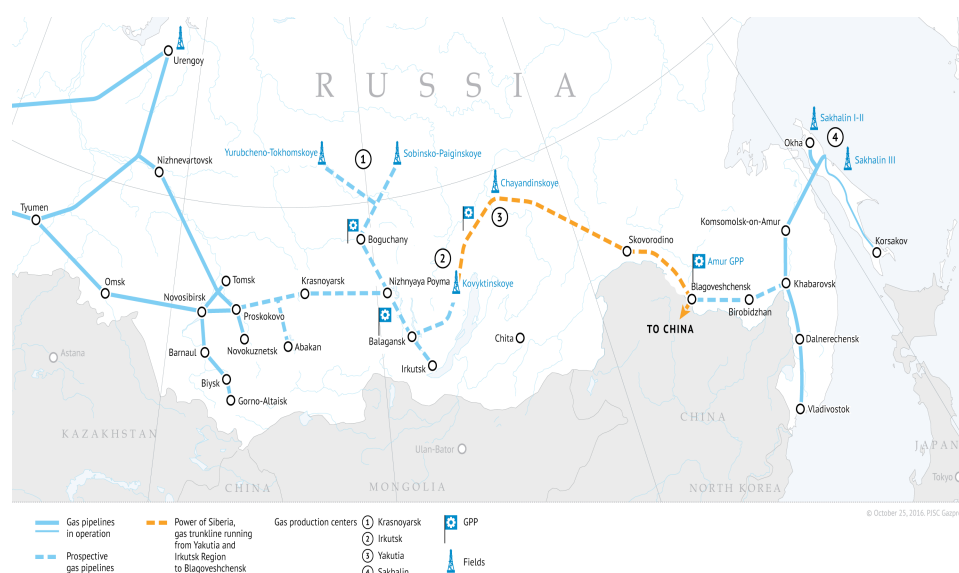 Urengoy
RUSSIA
Yurubcheno-Tokhomskoye
1
Sobinsko-Paiginskoye
Sakhalin I-II
Okha
4
Sakhalin III
Nizhnevartovsk
Chayandinskoye
3
Tyumen
Boguchany
Komsomolsk-on-Amur
Skovorodino
Korsakov
2
Amur GPP
Omsk
Tomsk
Krasnoyarsk
Nizhnyaya Poyma
Kovyktinskoye
Blagoveshchensk
Khabarovsk
Novosibirsk
Proskokovo
Birobidzhan
TO CHINA
Astana
Barnaul
Novokuznetsk
Abakan
Balagansk
Chita
Dalnerechensk
Irkutsk
Biysk
Gorno-Altaisk
Vladivostok
CHINA
KAZAKHSTAN
Ulan-Bator
JAPAN
Tokyo
CHINA
MONGOLIA
NORTH KOREA
© October 25, 2016. PJSC Gazpr
Gas pipelines
in operation
Prospective
gas pipelines
Power of Siberia,
gas trunkline running
from Yakutia and
Irkutsk Region
to Blagoveshchensk
Gas production centers
1 Krasnoyarsk
2 Irkutsk
3 Yakutia
4 Sakhalin
GPP
Fields